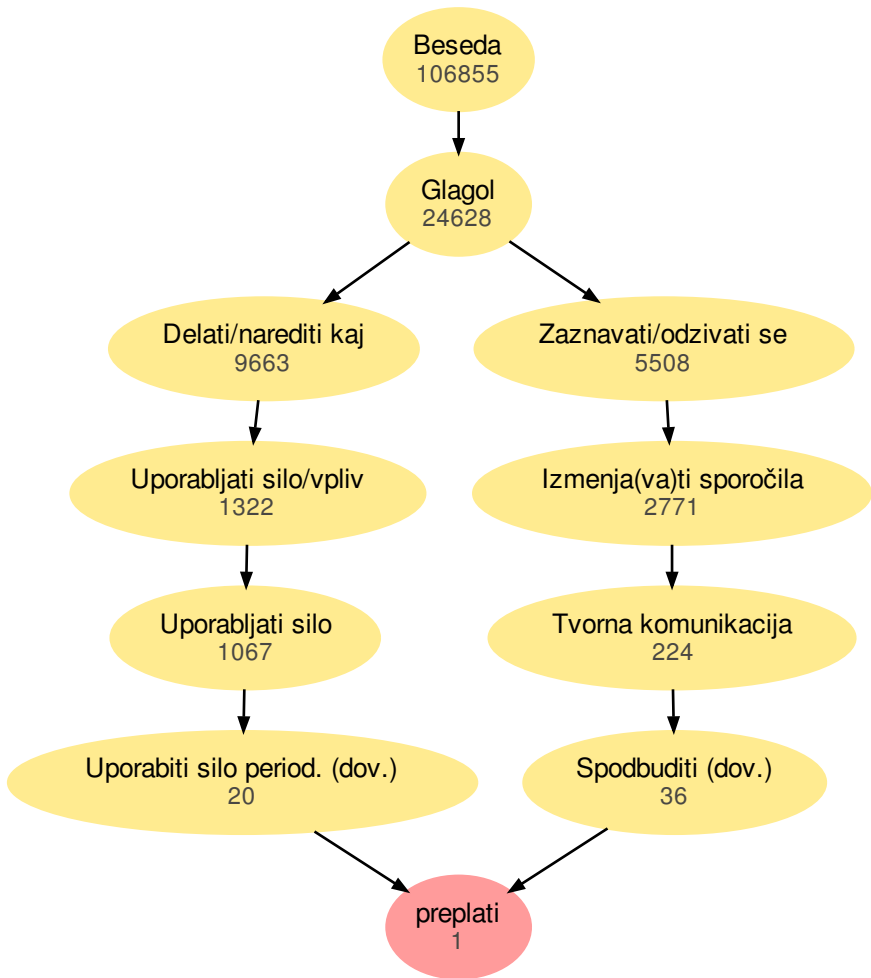 Beseda
106855
Glagol
24628
Delati/narediti kaj
9663
Zaznavati/odzivati se
5508
Uporabljati silo/vpliv
1322
Izmenja(va)ti sporočila
2771
Uporabljati silo
1067
Tvorna komunikacija
224
Uporabiti silo period. (dov.)
20
Spodbuditi (dov.)
36
preplati
1